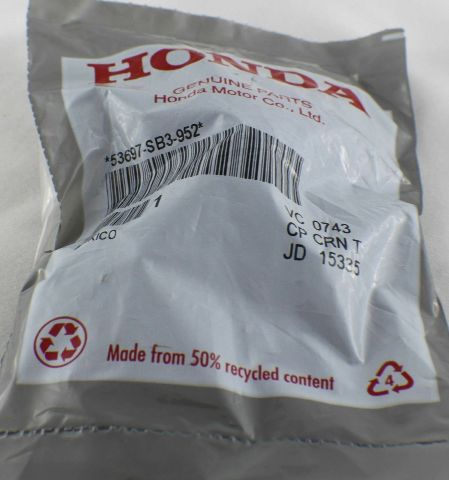 HONDA
GENUINE PARTS
Honda Motor Co., Ltd.
*53697-SB3-952*
1
VC 0743
CP CRN T
JD 15335
Made from 50% recycled content
4